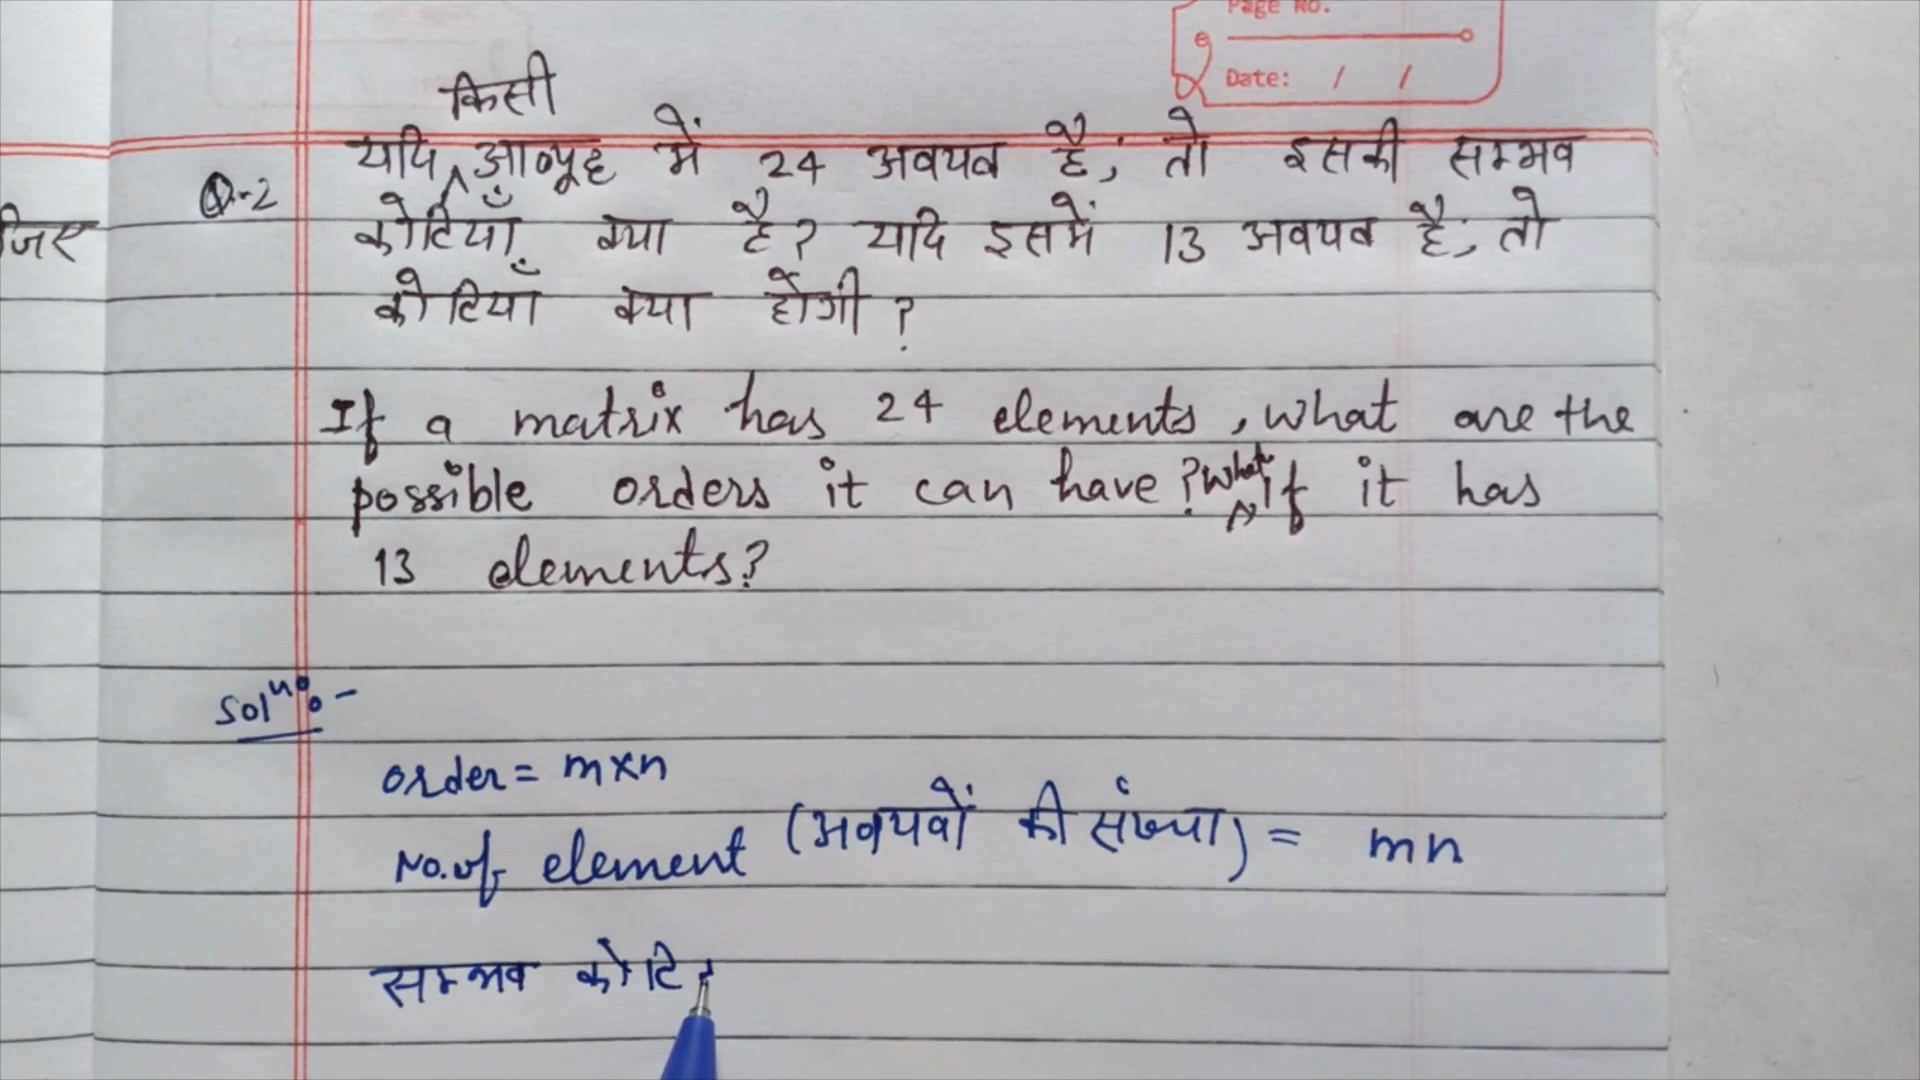 Page No.
Date: / /
किसी
यदि ^ आव्यूह में 24 अवयव है, तो इसकी सम्भव
Q.-2
कोटियाँ क्या है? यदि इसमें 13 अवयव है, तो
कोटियाँ क्या होंगी?
If a matrix has 24 elements, what are the
possible orders it can have? what if it has
13 elements?
Solⁿ:-
order = m×n
No. of element (अवयवों की संख्या) = mn
सम्भव कोटि